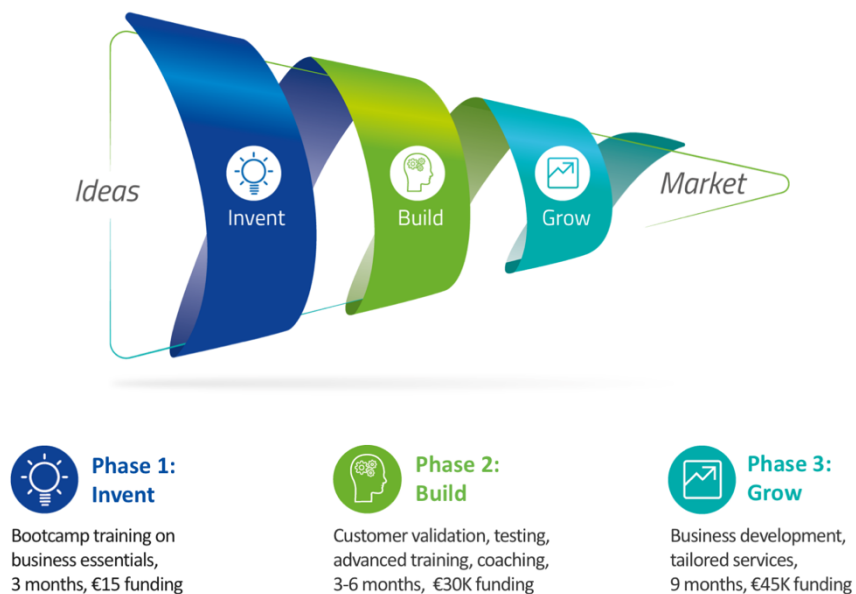 Ideas
Invent
Build
Grow
Market
Phase 1:
Invent
Bootcamp training on
business essentials,
3 months, €15 funding
Phase 2:
Build
Customer validation, testing,
advanced training, coaching,
3-6 months, €30K funding
Phase 3:
Grow
Business development,
tailored services,
9 months, €45K funding